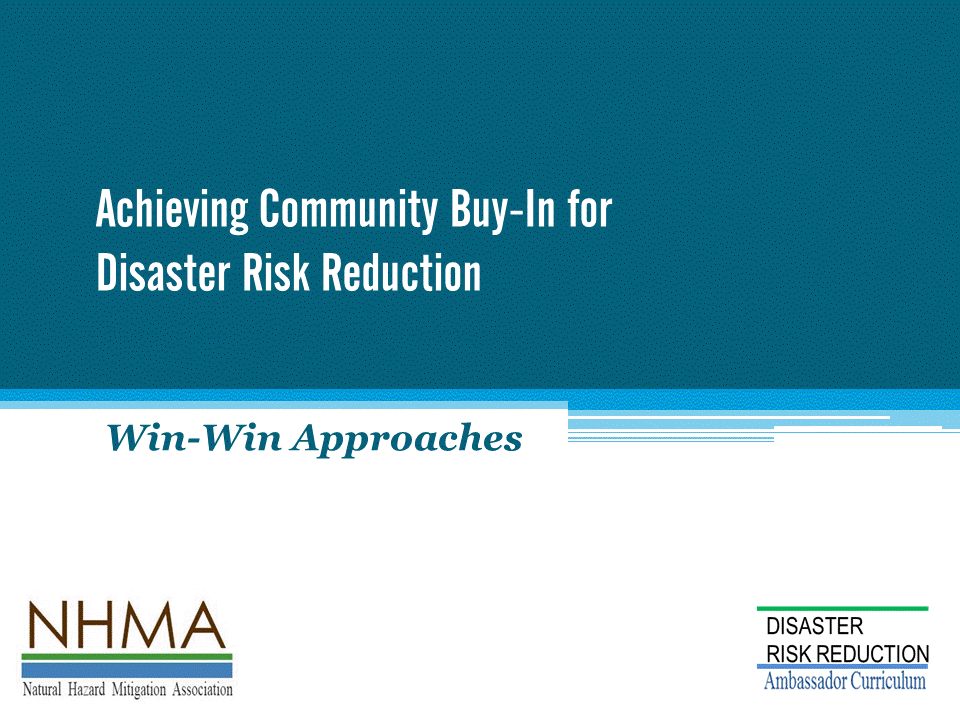 Achieving Community Buy-In for
Disaster Risk Reduction
Win-Win Approaches
NHMA
Natural Hazard Mitigation Association
DISASTER
RISK REDUCTION
Ambassador Curriculum